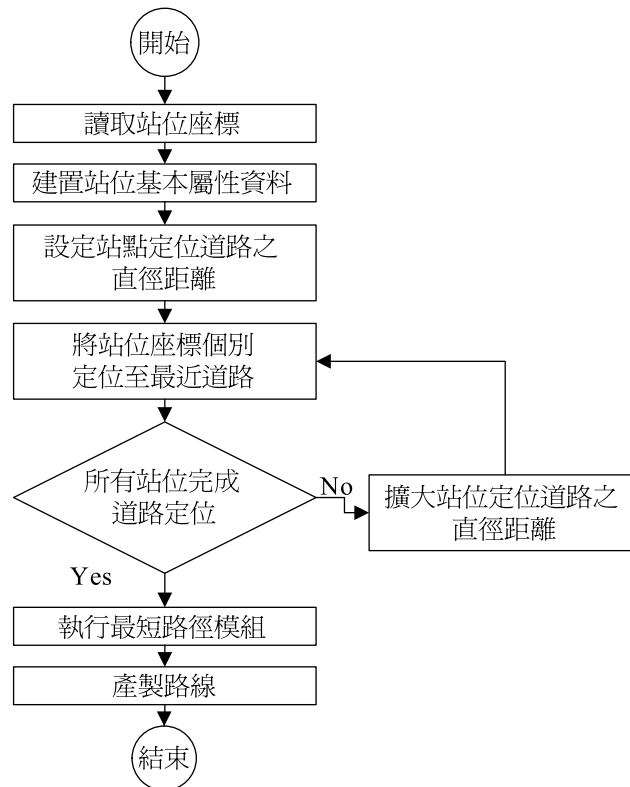 開始
讀取站位座標
建置站位基本屬性資料
設定站點定位道路之
直徑距離
將站位座標個別
定位至最近道路
所有站位完成
道路定位
No
擴大站位定位道路之
直徑距離
Yes
執行最短路徑模組
產製路線
結束